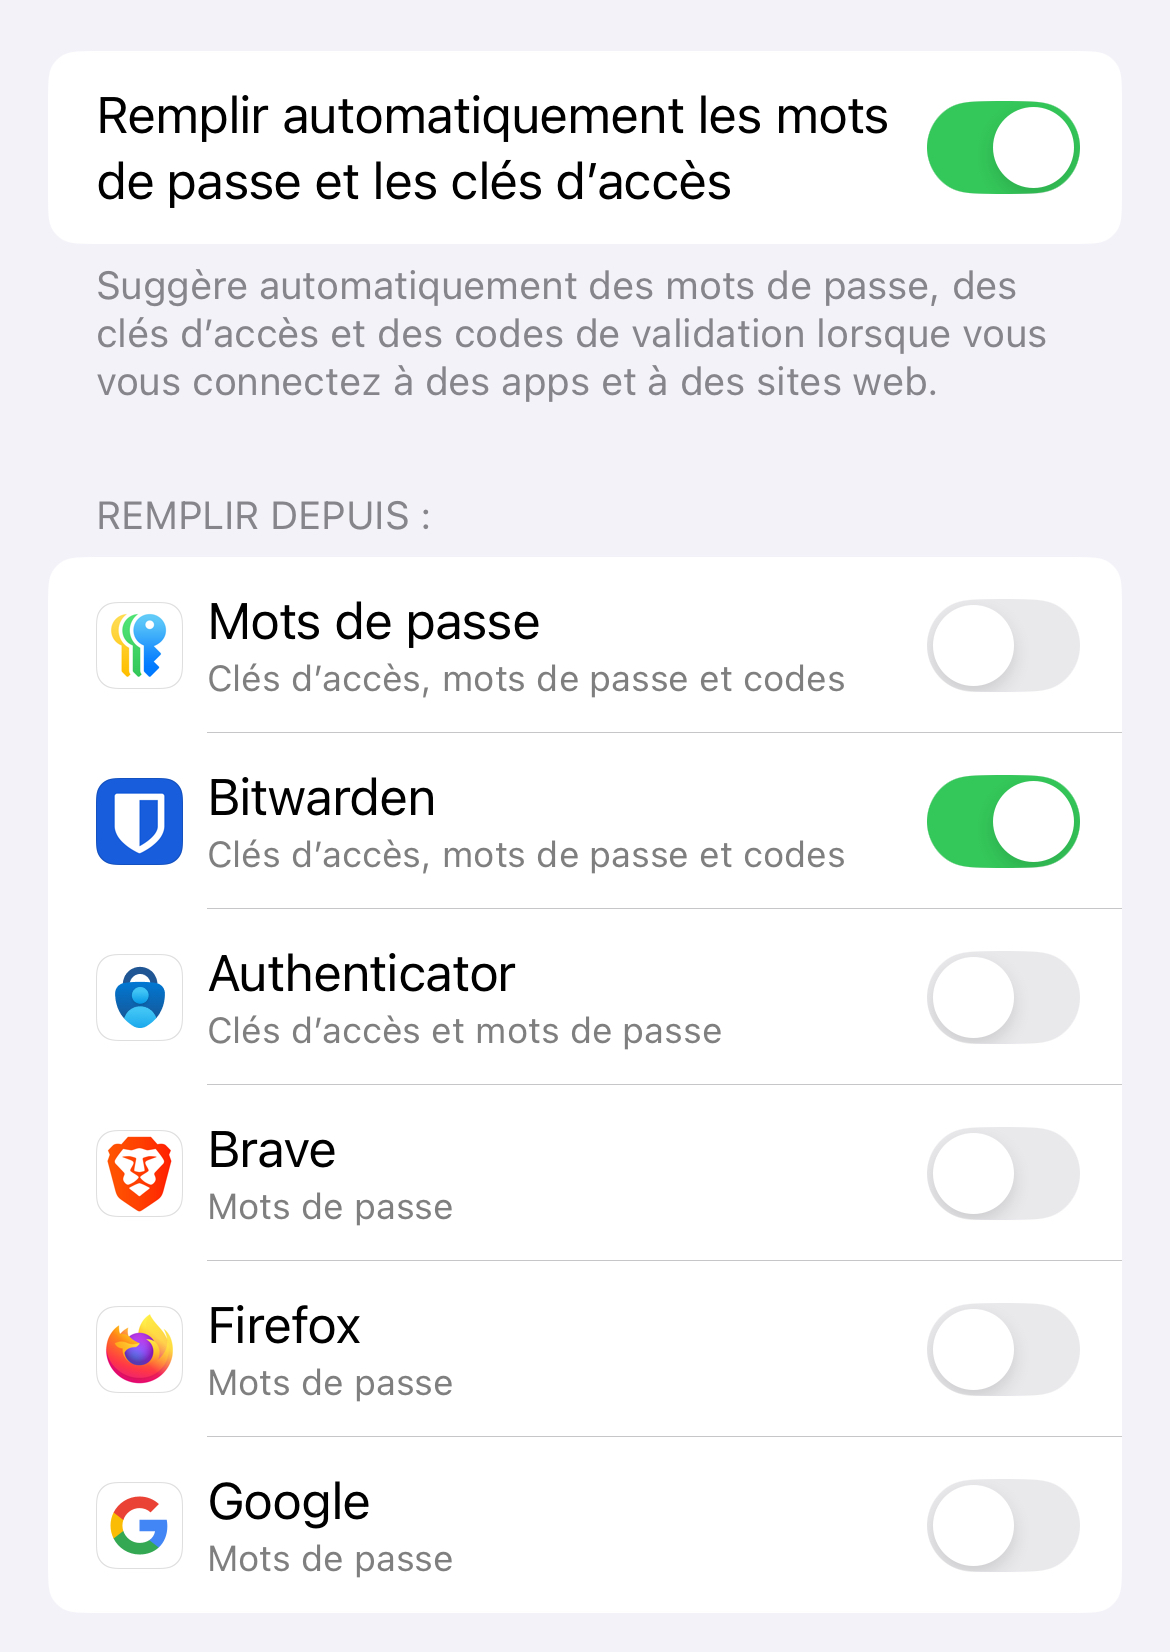 Remplir automatiquement les mots
de passe et les clés d’accès
Suggère automatiquement des mots de passe, des
clés d’accès et des codes de validation lorsque vous
vous connectez à des apps et à des sites web.
REMPLIR DEPUIS :
Mots de passe
Clés d’accès, mots de passe et codes
Bitwarden
Clés d’accès, mots de passe et codes
Authenticator
Clés d’accès et mots de passe
Brave
Mots de passe
Firefox
Mots de passe
Google
Mots de passe